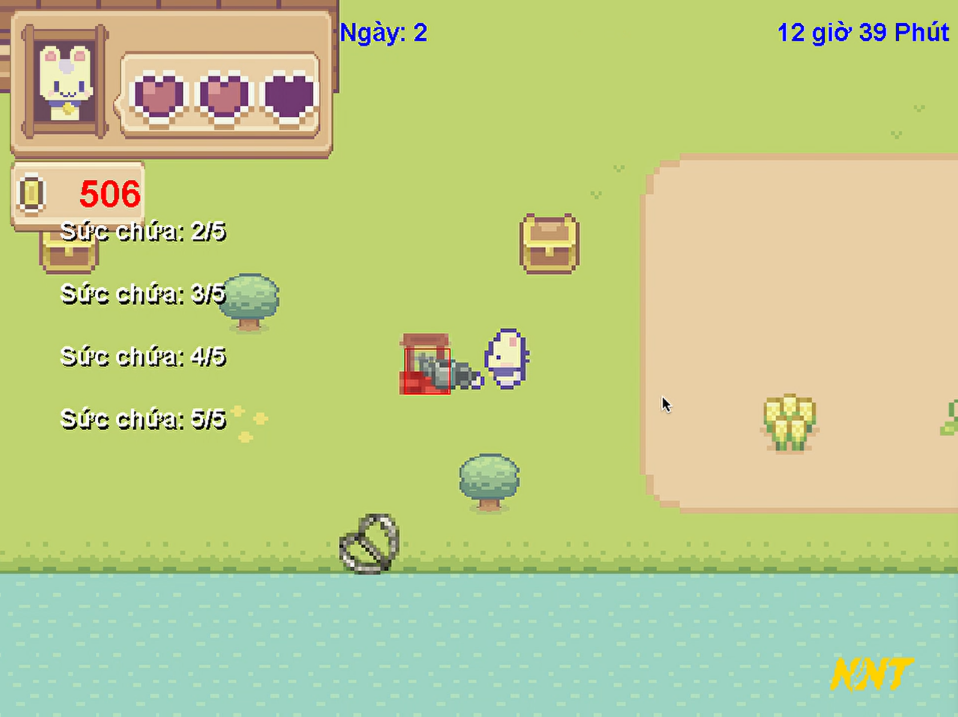 Ngày: 2
12 giờ 39 Phút
506
Sức chứa: 2/5
Sức chứa: 3/5
Sức chứa: 4/5
Sức chứa: 5/5
NNT